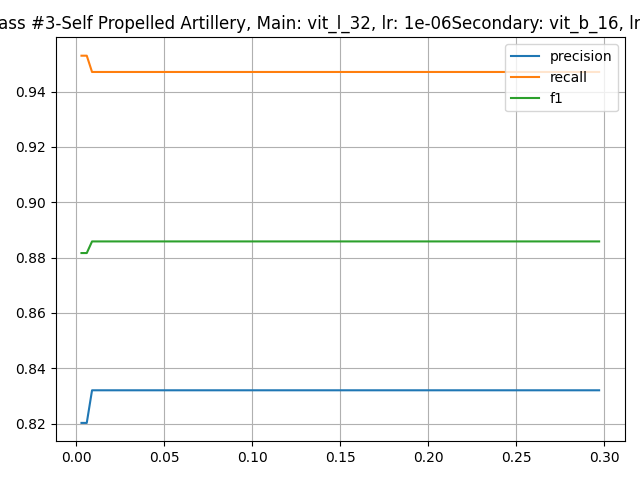 ass #3-Self Propelled Artillery, Main: vit_l_32, lr: 1e-06Secondary: vit_b_16, lr
precision
recall
f1
0.94
0.92
0.90
0.88
0.86
0.84
0.82
0.00 0.05 0.10 0.15 0.20 0.25 0.30